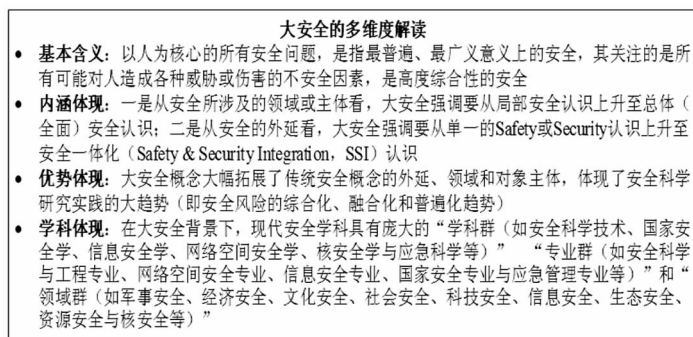 大安全的多维度解读
• 基本含义：以人为核心的所有安全问题，是指最普遍、最广义意义上的安全，其关注的是所
有可能对人造成各种威胁或伤害的不安全因素，是高度综合性的安全
• 内涵体现：一是从安全所涉及的领域或主体看，大安全强调要从局部安全认识上升至总体（
全面）安全认识；二是从安全的外延看，大安全强调要从单一的Safety或Security认识上升至
安全一体化（Safety & Security Integration，SSI）认识
• 优势体现：大安全概念大幅拓展了传统安全概念的外延、领域和对象主体，体现了安全科学
研究实践的大趋势（即安全风险的综合化、融合化和普遍化趋势）
• 学科体现：在大安全背景下，现代安全学科具有庞大的“学科群（如安全科学技术、国家安
全学、信息安全学、网络空间安全学、核安全学与应急科学等）” “专业群（如安全科学
与工程专业、网络空间安全专业、信息安全专业、国家安全专业与应急管理专业等）”和“
领域群（如军事安全、经济安全、文化安全、社会安全、科技安全、信息安全、生态安全、
资源安全与核安全等）”